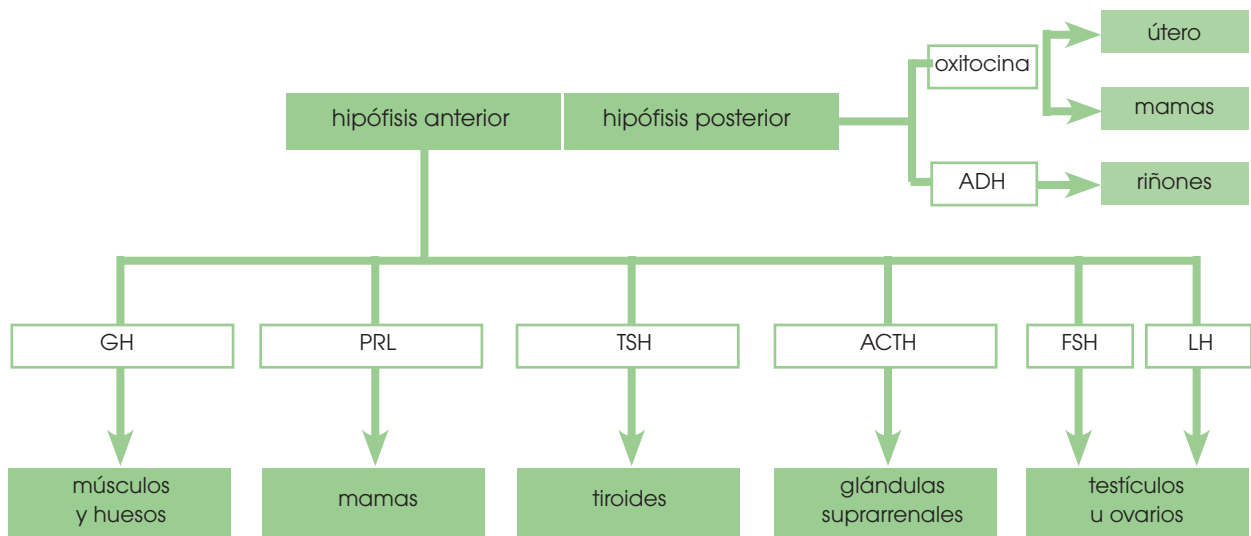 útero
oxitocina
mamas
hipófisis anterior
hipófisis posterior
ADH
riñones
GH
PRL
TSH
ACTH
FSH
LH
músculos
y huesos
mamas
tiroides
glándulas
suprarrenales
testículos
u ovarios